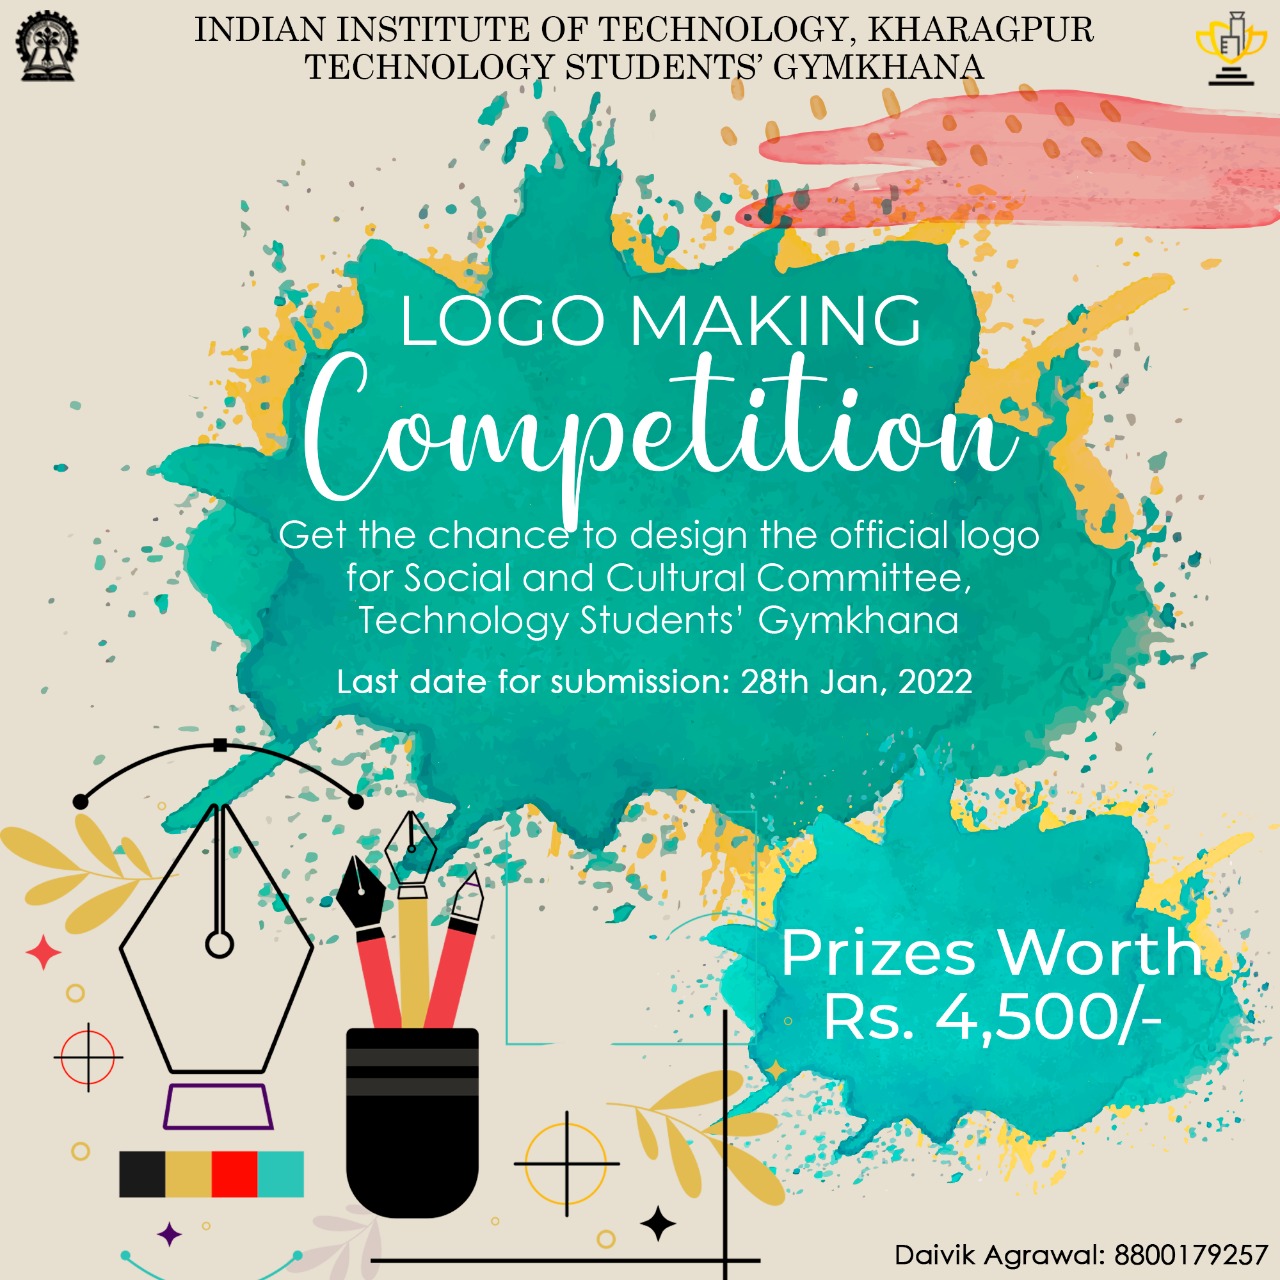 INDIAN INSTITUTE OF TECHNOLOGY, KHARAGPUR
TECHNOLOGY STUDENTS’ GYMKHANA
LOGO MAKING
Competition
Get the chance to design the official logo
for Social and Cultural Committee,
Technology Students’ Gymkhana
Last date for submission: 28th Jan, 2022
Prizes Worth
Rs. 4,500/-
Daivik Agrawal: 8800179257